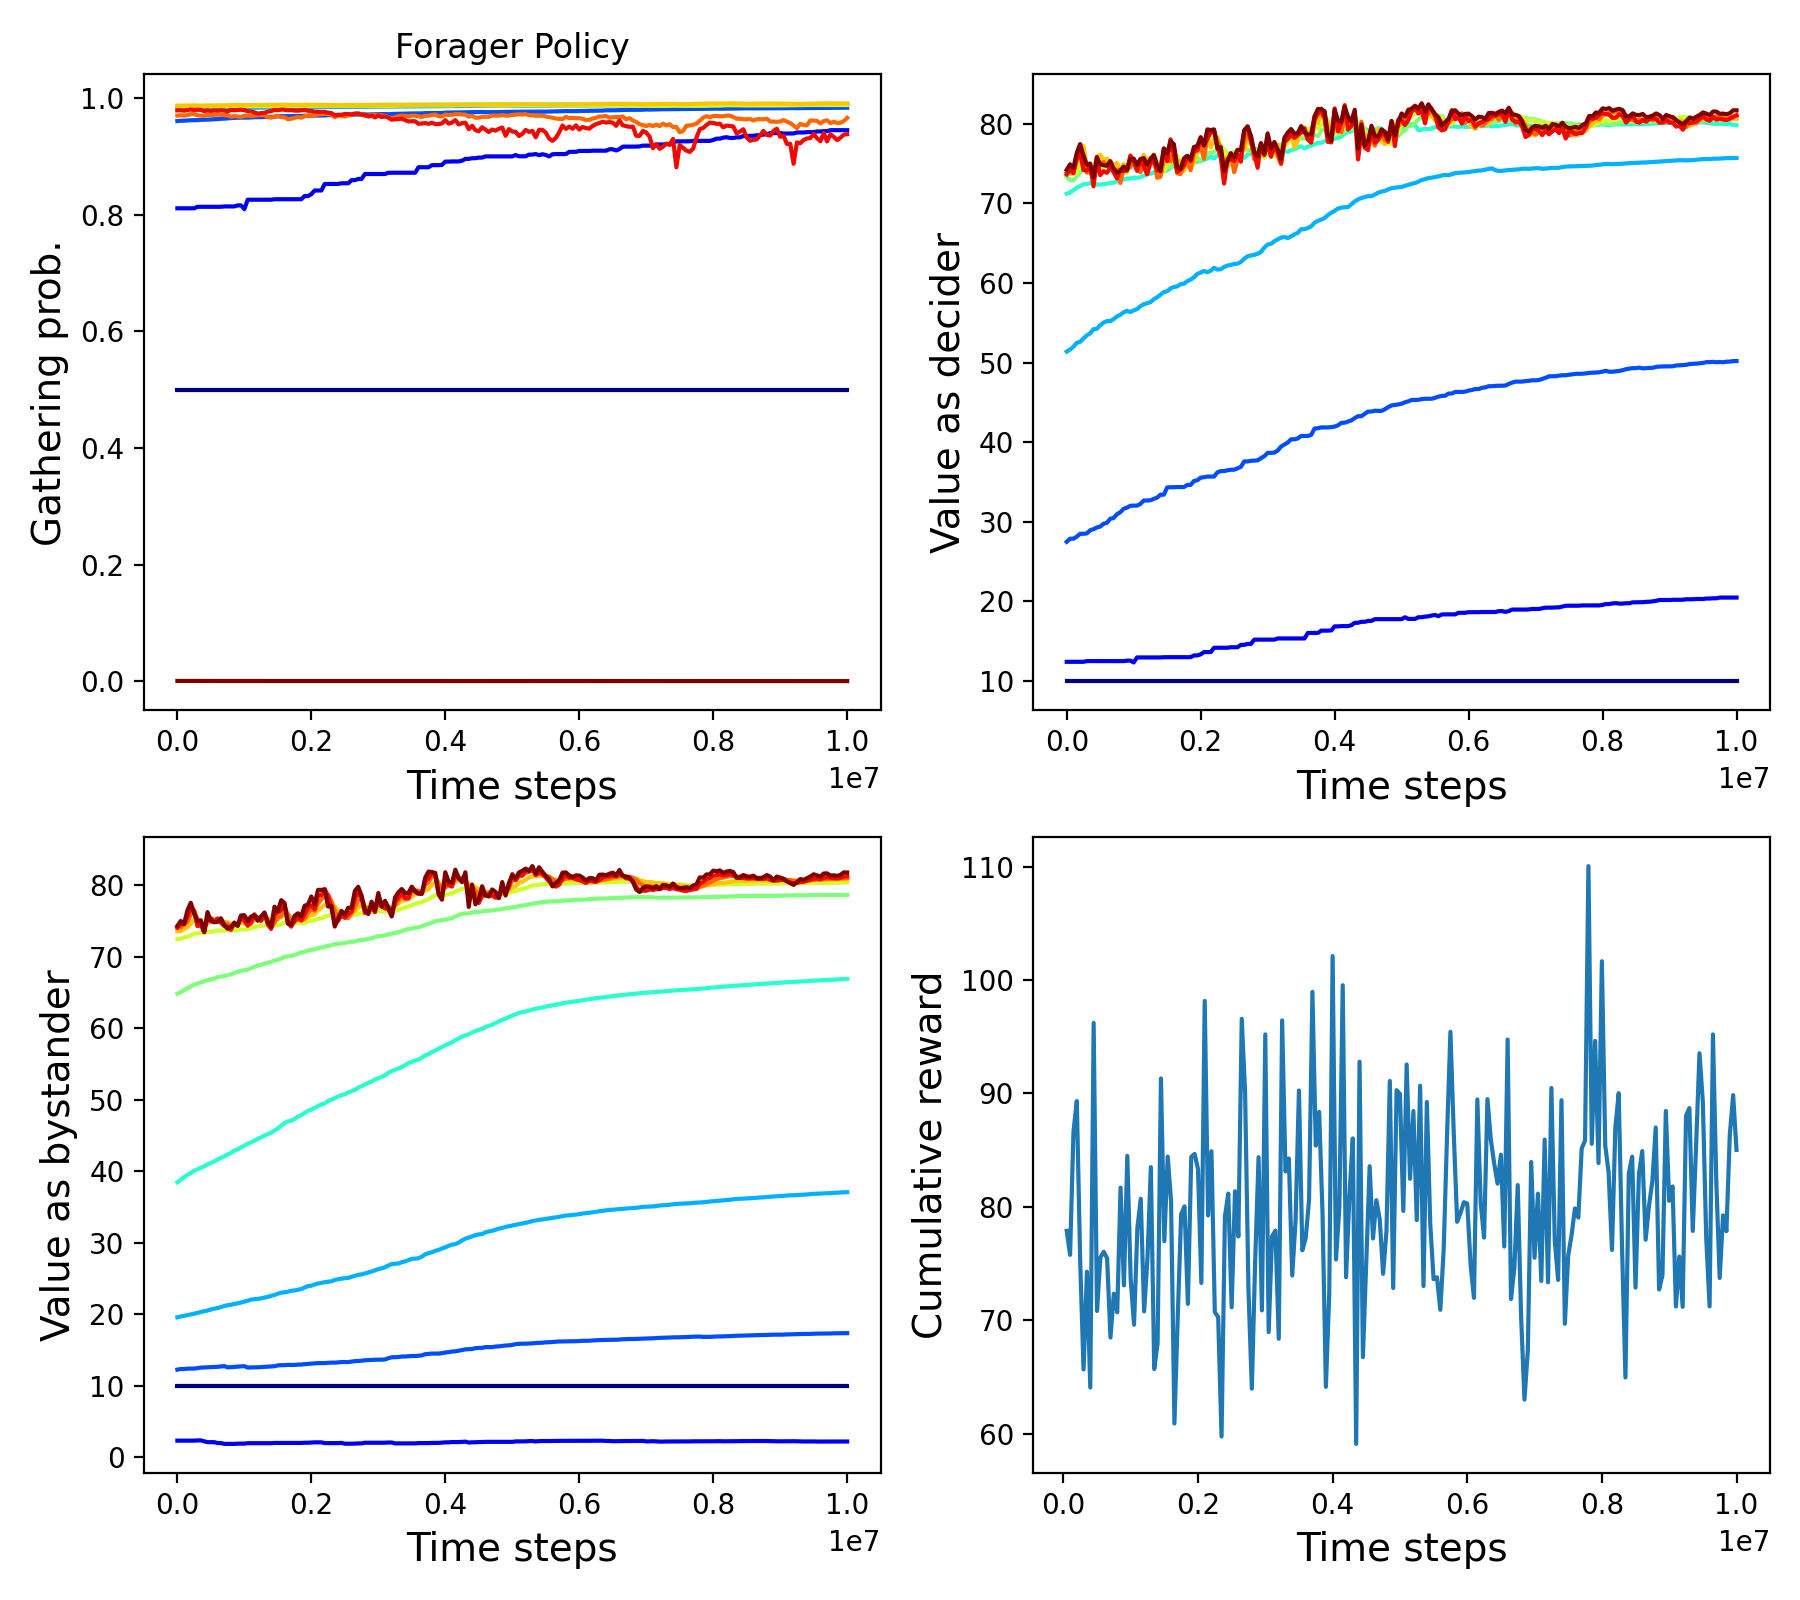 Forager Policy
Gathering prob.
1.0
0.8
0.6
0.4
0.2
0.0
0.0 0.2 0.4 0.6 0.8 1.0
1e7
Time steps
Value as decider
80
70
60
50
40
30
20
10
0.0 0.2 0.4 0.6 0.8 1.0
1e7
Time steps
Value as bystander
80
70
60
50
40
30
20
10
0
0.0 0.2 0.4 0.6 0.8 1.0
1e7
Time steps
Cumulative reward
110
100
90
80
70
60
0.0 0.2 0.4 0.6 0.8 1.0
1e7
Time steps